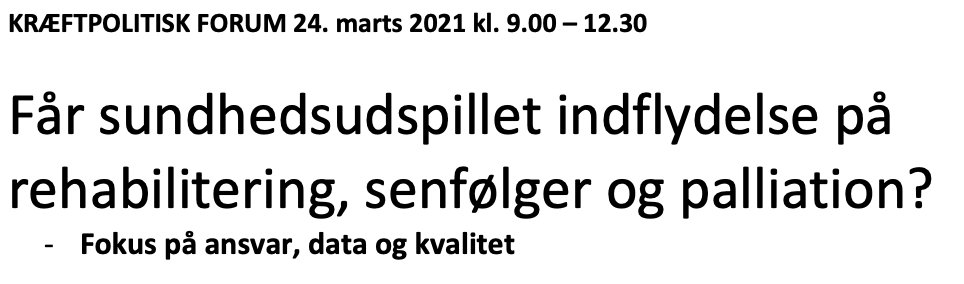 KRÆFTPOLITISK FORUM 24. marts 2021 kl. 9.00 – 12.30
Får sundhedsudspillet indflydelse på
rehabilitering, senfølger og palliation?
- Fokus på ansvar, data og kvalitet